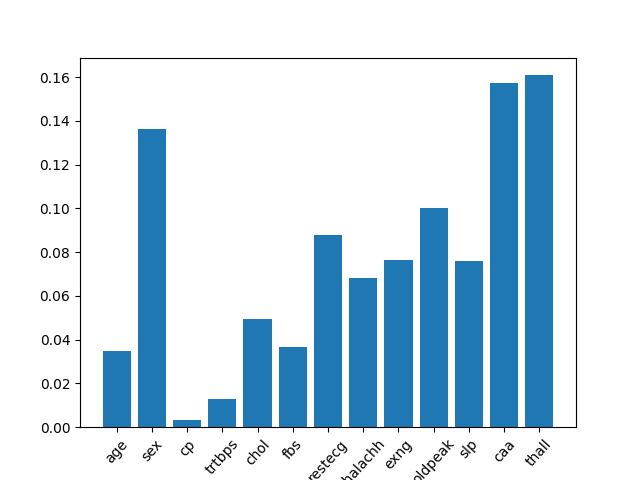 0.16
0.14
0.12
0.10
0.08
0.06
0.04
0.02
0.00
age
sex
cp
trtbps
chol
fbs
restecg
halachh
exng
oldpeak
slp
caa
thall